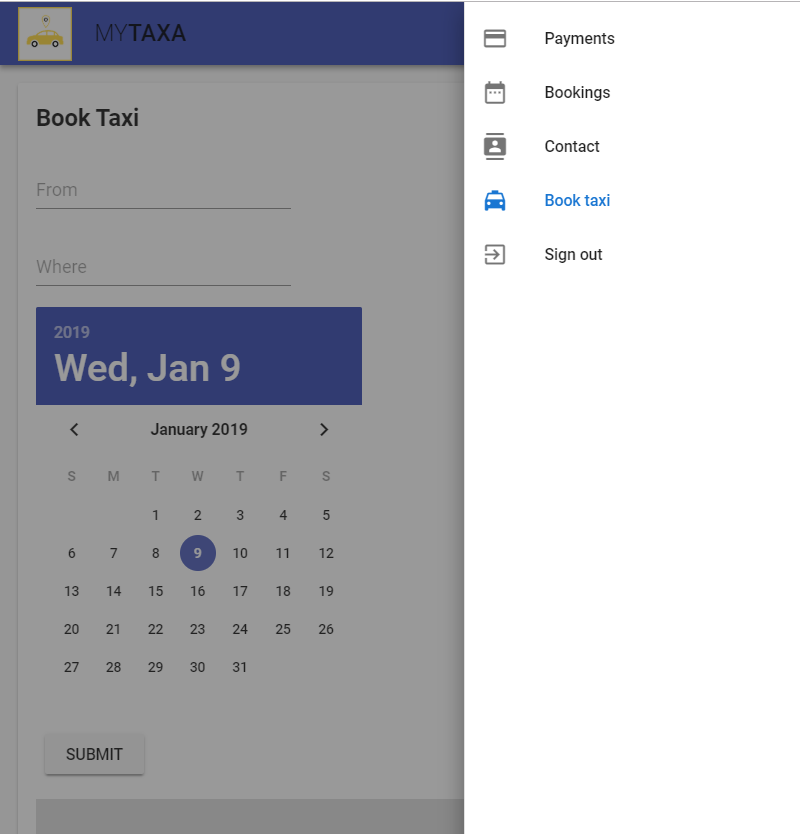 MYTAXA
Book Taxi
From
Where
2019
Wed, Jan 9
January 2019
S M T W T F S
1 2 3 4 5
6 7 8 9 10 11 12
13 14 15 16 17 18 19
20 21 22 23 24 25 26
27 28 29 30 31
SUBMIT
Payments
Bookings
Contact
Book taxi
Sign out